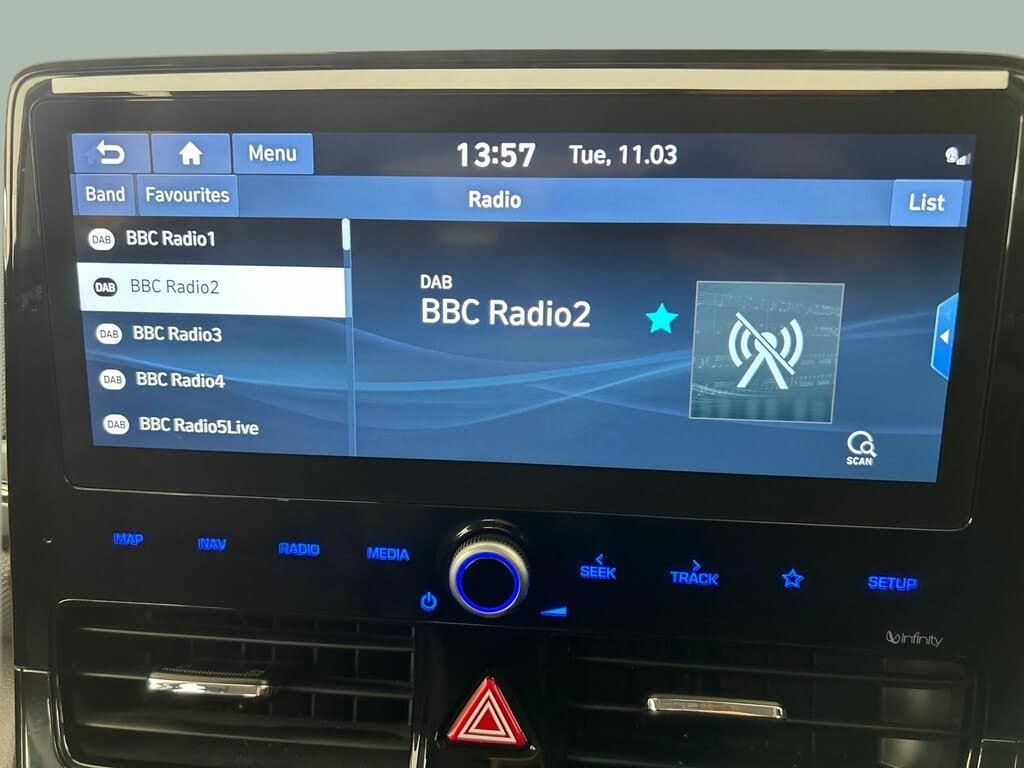 Menu 13:57 Tue, 11.03
Band Favourites Radio List
DAB BBC Radio1
DAB BBC Radio2
DAB BBC Radio3
DAB BBC Radio4
DAB BBC Radio5Live
DAB
BBC Radio2
SCAN
MAP NAV RADIO MEDIA SEEK TRACK SETUP
Infinity